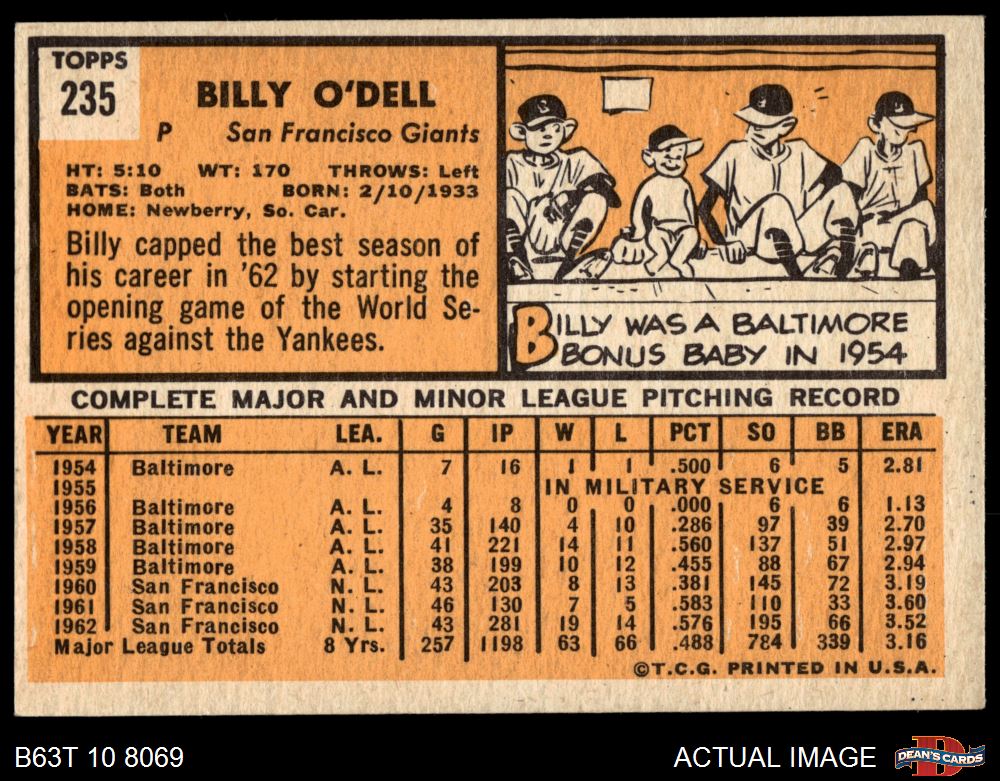 TOPPS
235
BILLY O'DELL
P San Francisco Giants
HT: 5:10 WT: 170 THROWS: Left
BATS: Both BORN: 2/10/1933
HOME: Newberry, So. Car.
Billy capped the best season of
his career in '62 by starting the
opening game of the World Se-
ries against the Yankees.
BILLY WAS A BALTIMORE
BONUS BABY IN 1954
COMPLETE MAJOR AND MINOR LEAGUE PITCHING RECORD
YEAR TEAM LEA. G IP W L PCT SO BB ERA
1954 Baltimore A. L. 7 16 1 1 .500 6 5 2.81
1955 IN MILITARY SERVICE
1956 Baltimore A. L. 4 8 0 0 .000 6 6 1.13
1957 Baltimore A. L. 35 140 4 10 .286 97 39 2.70
1958 Baltimore A. L. 41 221 14 11 .560 137 51 2.97
1959 Baltimore A. L. 38 199 10 12 .455 88 67 2.94
1960 San Francisco N. L. 43 203 8 13 .381 145 72 3.19
1961 San Francisco N. L. 46 130 7 5 .583 110 33 3.60
1962 San Francisco N. L. 43 281 19 14 .576 195 66 3.52
Major League Totals 8 Yrs. 257 1198 63 66 .488 784 339 3.16
©T.C.G. PRINTED IN U.S.A.
B63T 10 8069
ACTUAL IMAGE
D
DEAN'S CARDS